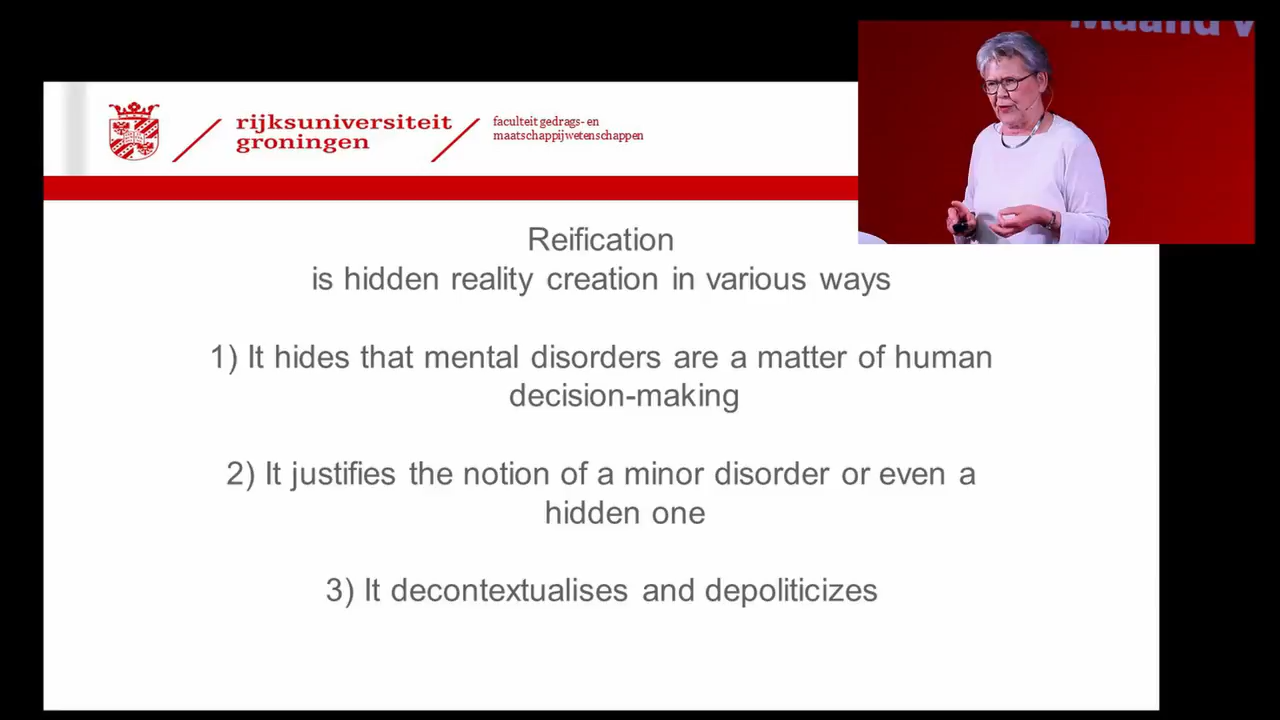 Maand v
rijksuniversiteit
groningen
faculteit gedrags- en
maatschappijwetenschappen
Reification
is hidden reality creation in various ways
1) It hides that mental disorders are a matter of human
decision-making
2) It justifies the notion of a minor disorder or even a
hidden one
3) It decontextualises and depoliticizes